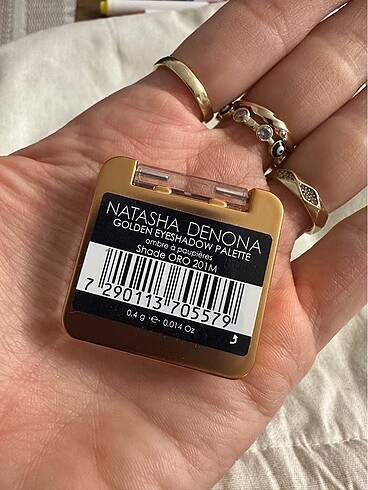 NATASHA DENONA
GOLDEN EYESHADOW PALETTE
ombre à paupières
Shade ORO 201M
7 290113 705579
0.4 g ·e· 0.014 Oz